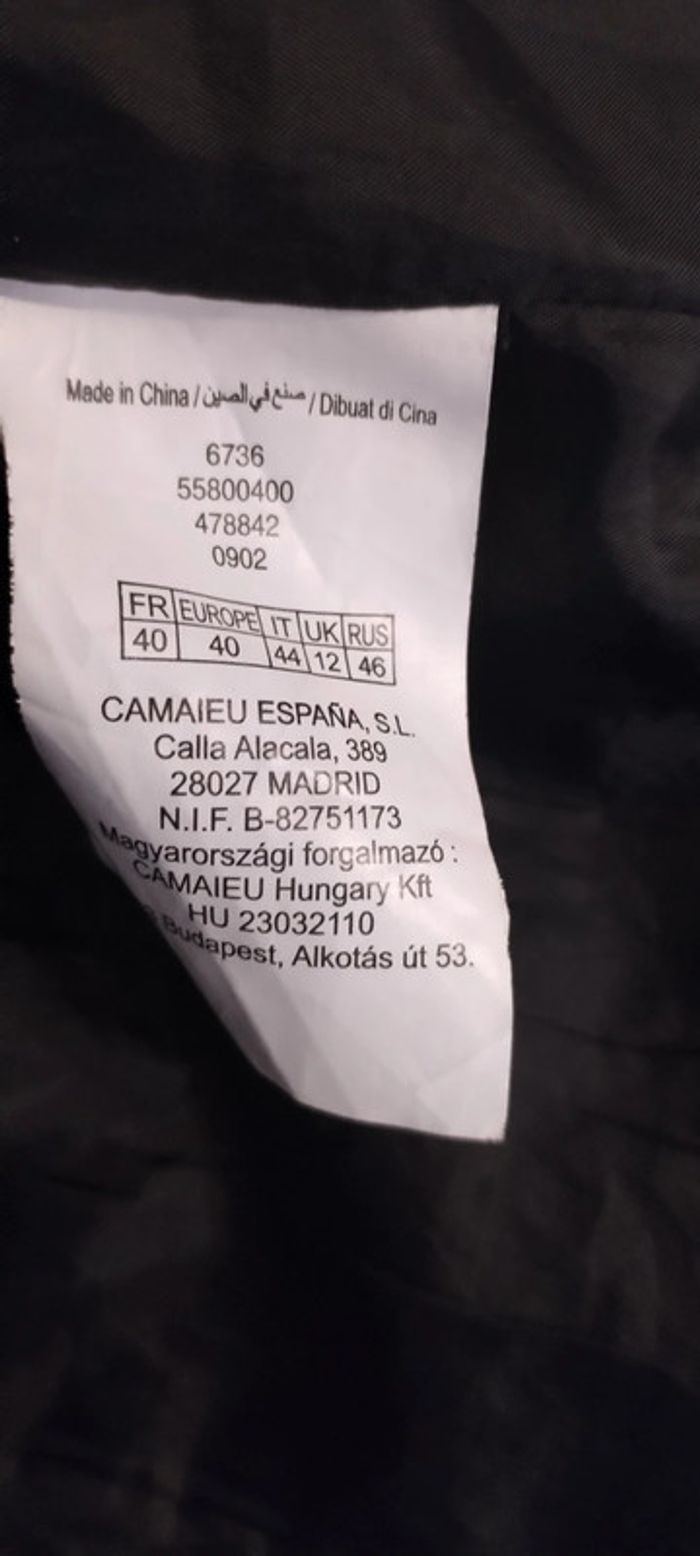 Made in China / صنع في الصين / Dibuat di Cina
6736
55800400
478842
0902
FR EUROPE IT UK RUS
40 40 44 12 46
CAMAIEU ESPAÑA, S.L.
Calla Alacala, 389
28027 MADRID
N.I.F. B-82751173
Magyarországi forgalmazó :
CAMAIEU Hungary Kft
HU 23032110
Budapest, Alkotás út 53.